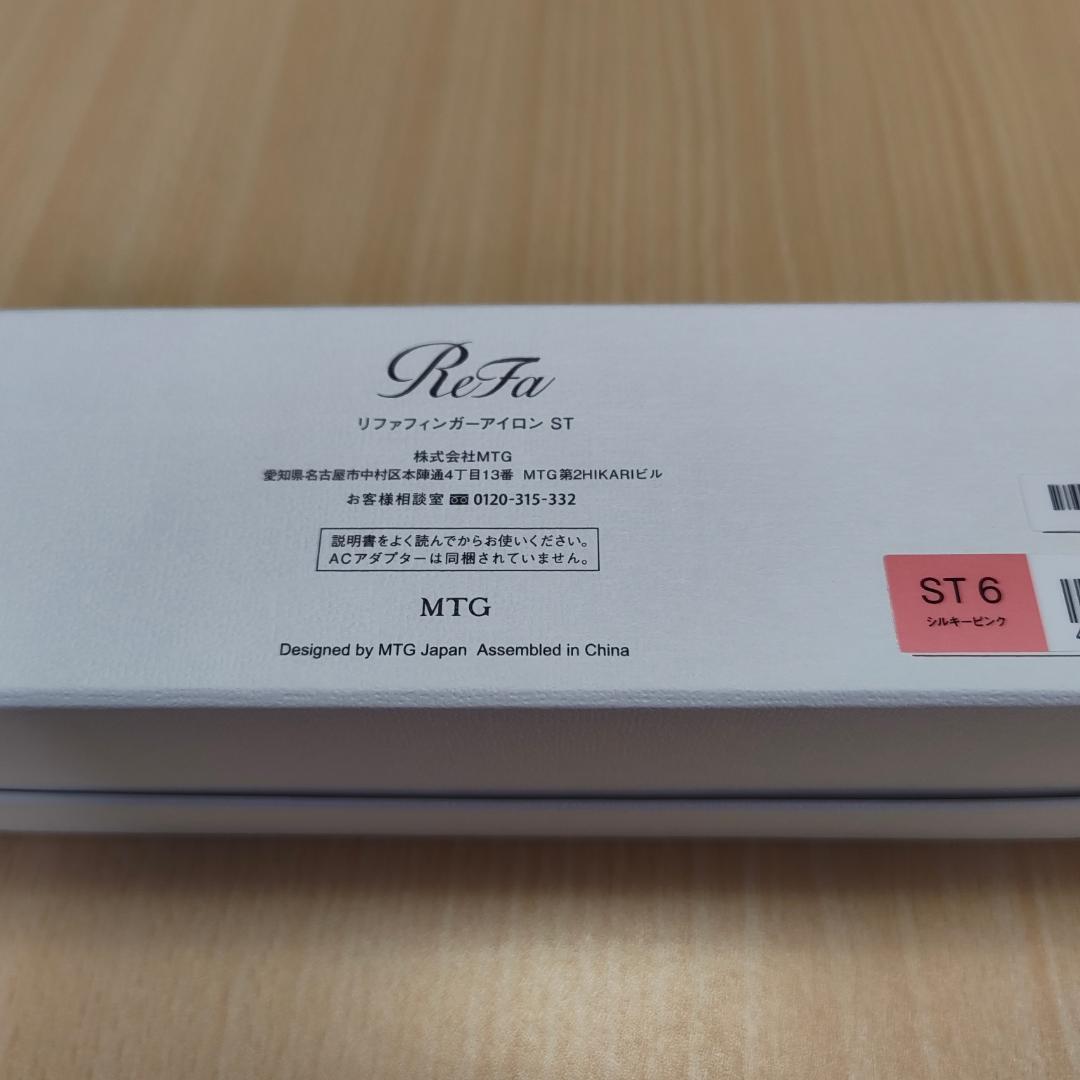 ReFa
リファフィンガーアイロン ST
株式会社MTG
愛知県名古屋市中村区本陣通4丁目13番 MTG第2HIKARIビル
お客様相談室 0120-315-332
説明書をよく読んでからお使いください。
ACアダプターは同梱されていません。
MTG
Designed by MTG Japan Assembled in China
ST 6
シルキーピンク
4